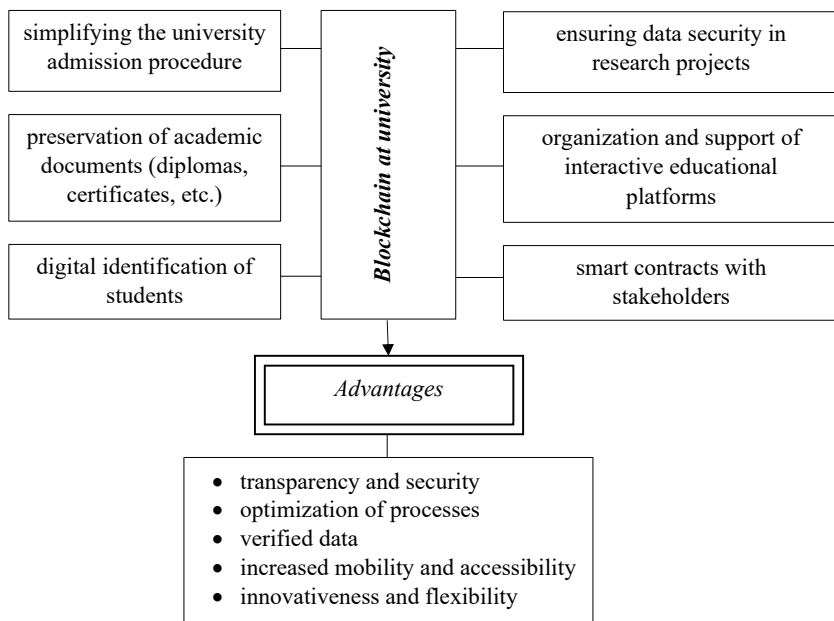 simplifying the university
admission procedure
preservation of academic
documents (diplomas,
certificates, etc.)
digital identification of
students
Blockchain at university
ensuring data security in
research projects
organization and support of
interactive educational
platforms
smart contracts with
stakeholders
Advantages
• transparency and security
• optimization of processes
• verified data
• increased mobility and accessibility
• innovativeness and flexibility